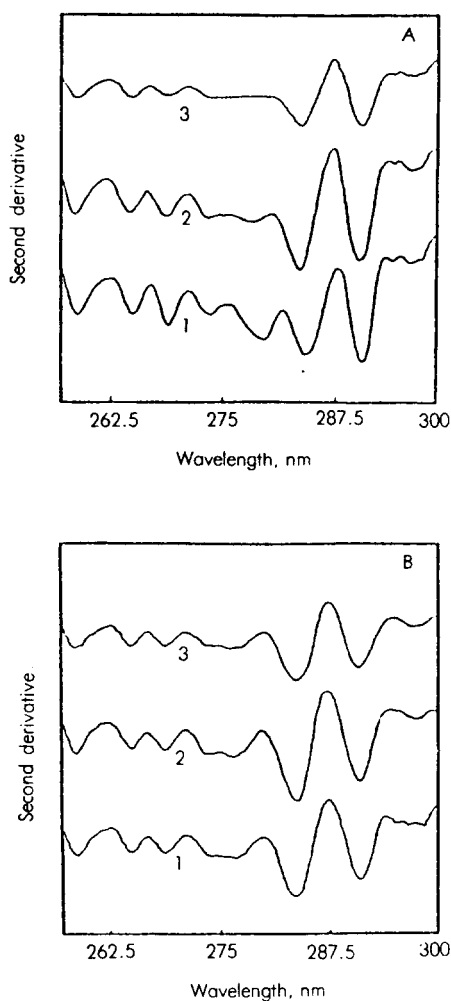 A
3
2
1
Second derivative
262.5 275 287.5 300
Wavelength, nm
B
3
2
1
Second derivative
262.5 275 287.5 300
Wavelength, nm